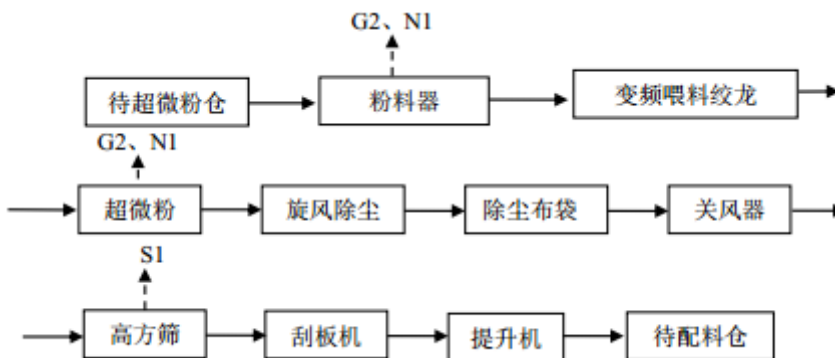 G2、N1
待超微粉仓 粉料器 变频喂料绞龙
G2、N1
超微粉 旋风除尘 除尘布袋 关风器
S1
高方筛 刮板机 提升机 待配料仓